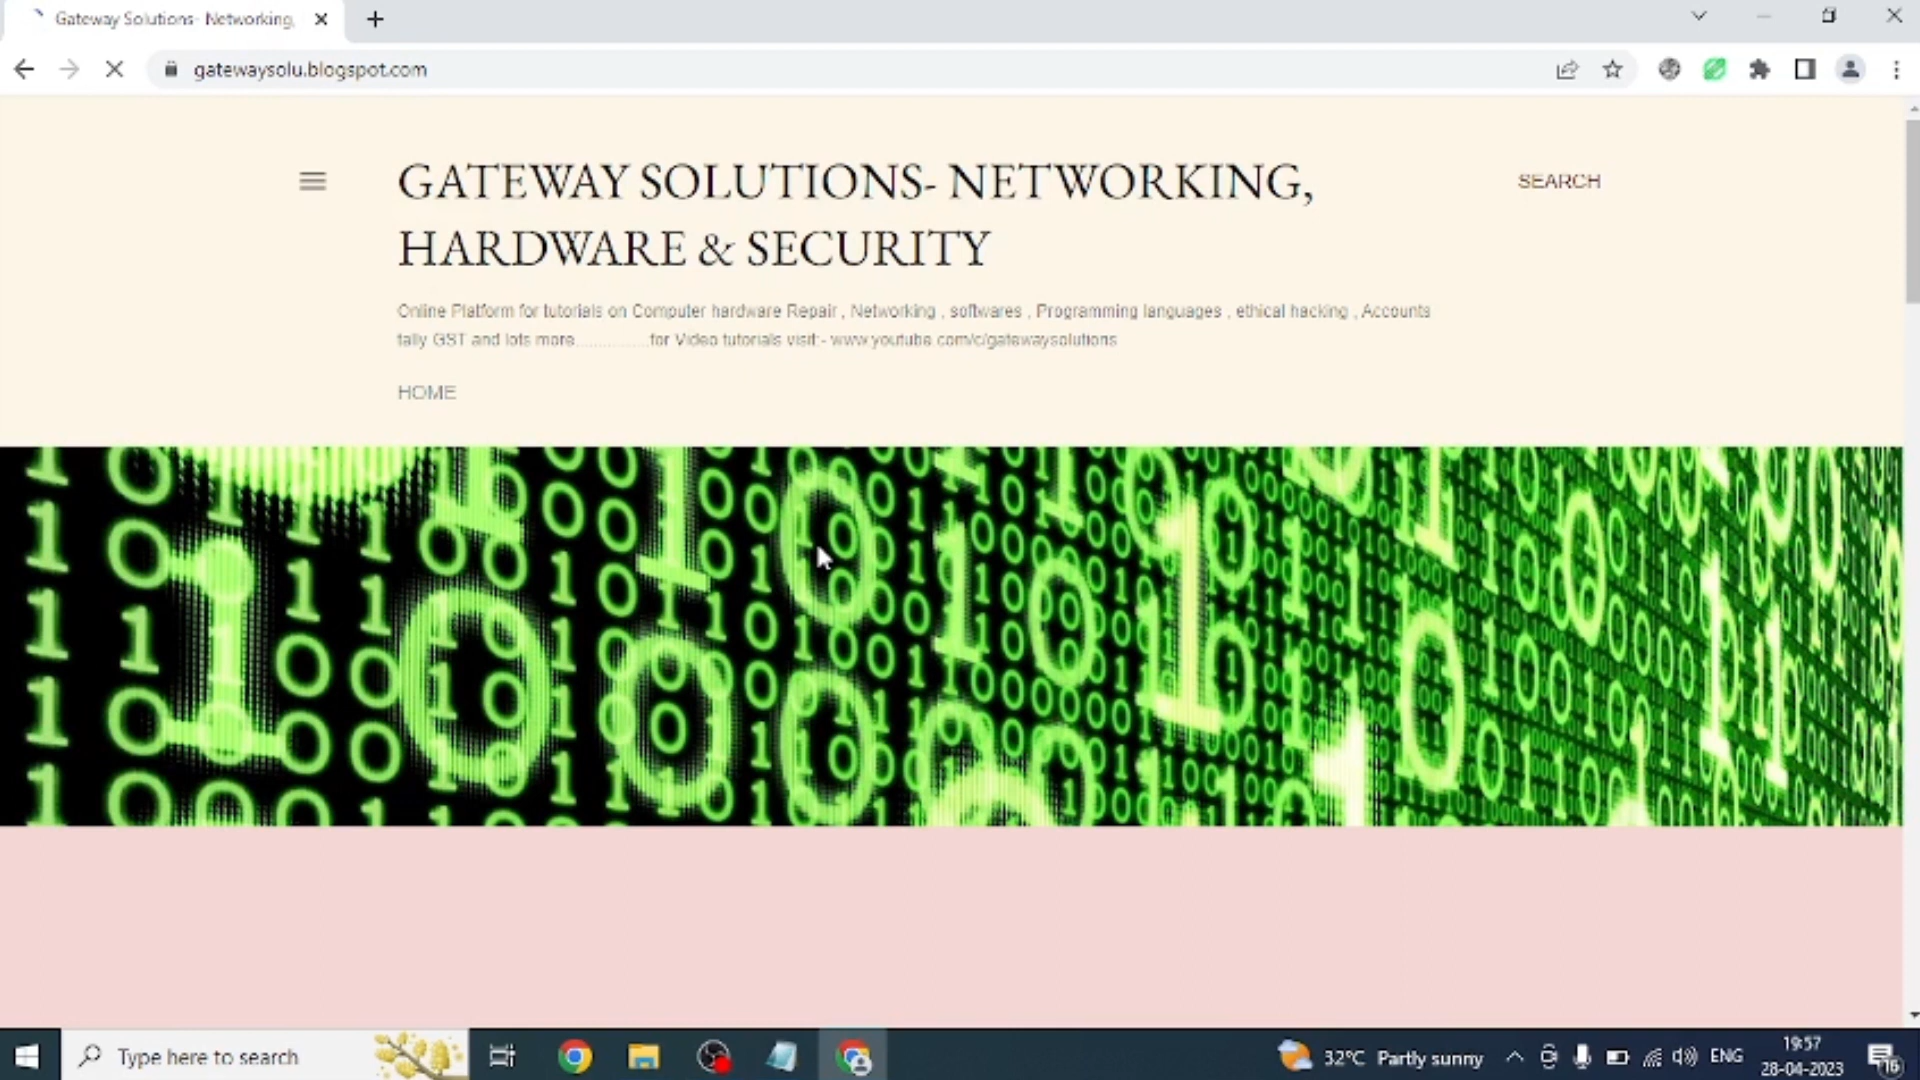 Gateway Solutions- Networking,
gatewaysolu.blogspot.com
GATEWAY SOLUTIONS- NETWORKING,
HARDWARE & SECURITY
SEARCH
Online Platform for tutorials on Computer hardware Repair , Networking , softwares , Programming languages , ethical hacking , Accounts
tally GST and lots more................for Video tutorials visit:- www.youtube.com/c/gatewaysolutions
HOME
Type here to search
32°C Partly sunny
ENG
19:57
28-04-2023
16